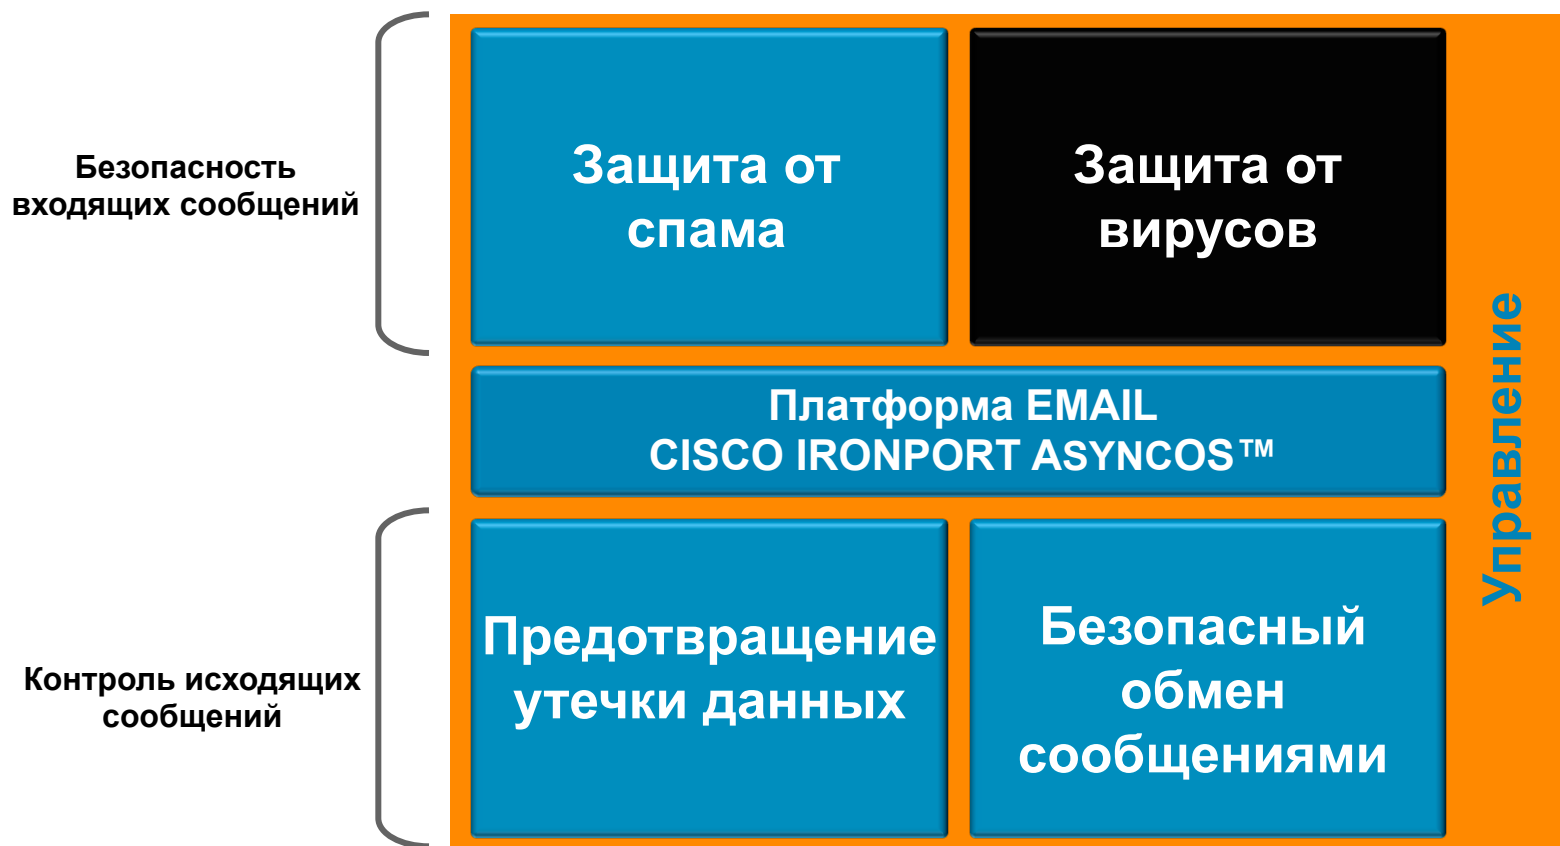 Безопасность
входящих сообщений
Защита от
спама
Защита от
вирусов
Платформа EMAIL
CISCO IRONPORT ASYNCOS™
Управление
Контроль исходящих
сообщений
Предотвращение
утечки данных
Безопасный
обмен
сообщениями